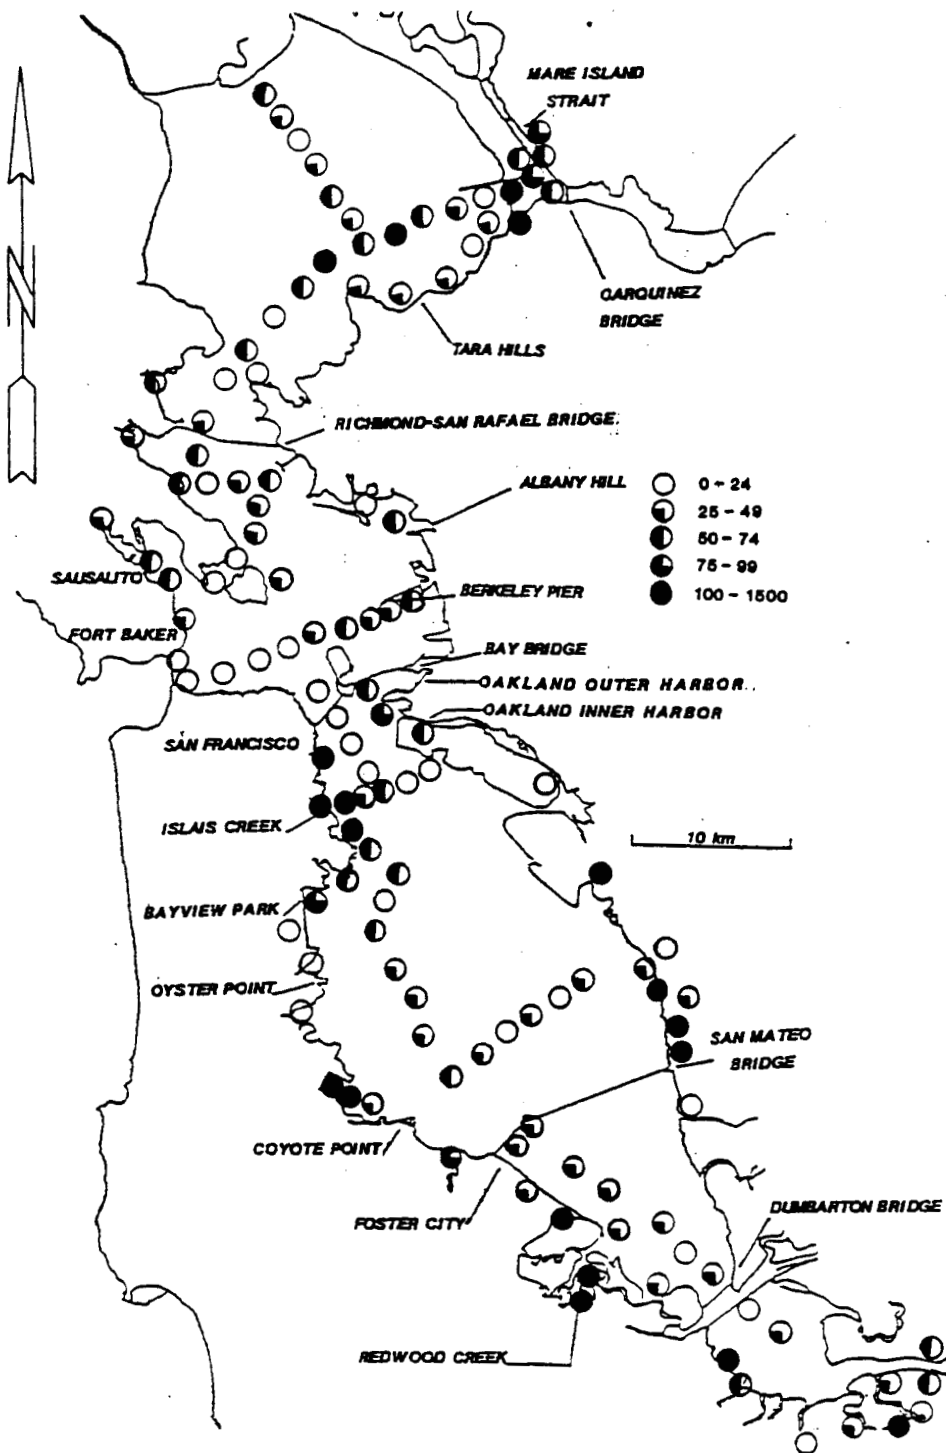 MARE ISLAND
STRAIT
CARQUINEZ
BRIDGE
TARA HILLS
N
RICHMOND-SAN RAFAEL BRIDGE
ALBANY HILL
0 - 24
25 - 49
50 - 74
75 - 99
100 - 1500
SAUSALITO
BERKELEY PIER
FORT BAKER
BAY BRIDGE
OAKLAND OUTER HARBOR
OAKLAND INNER HARBOR
SAN FRANCISCO
ISLAIS CREEK
10 km
BAYVIEW PARK
OYSTER POINT
SAN MATEO
BRIDGE
COYOTE POINT
FOSTER CITY
DUMBARTON BRIDGE
REDWOOD CREEK